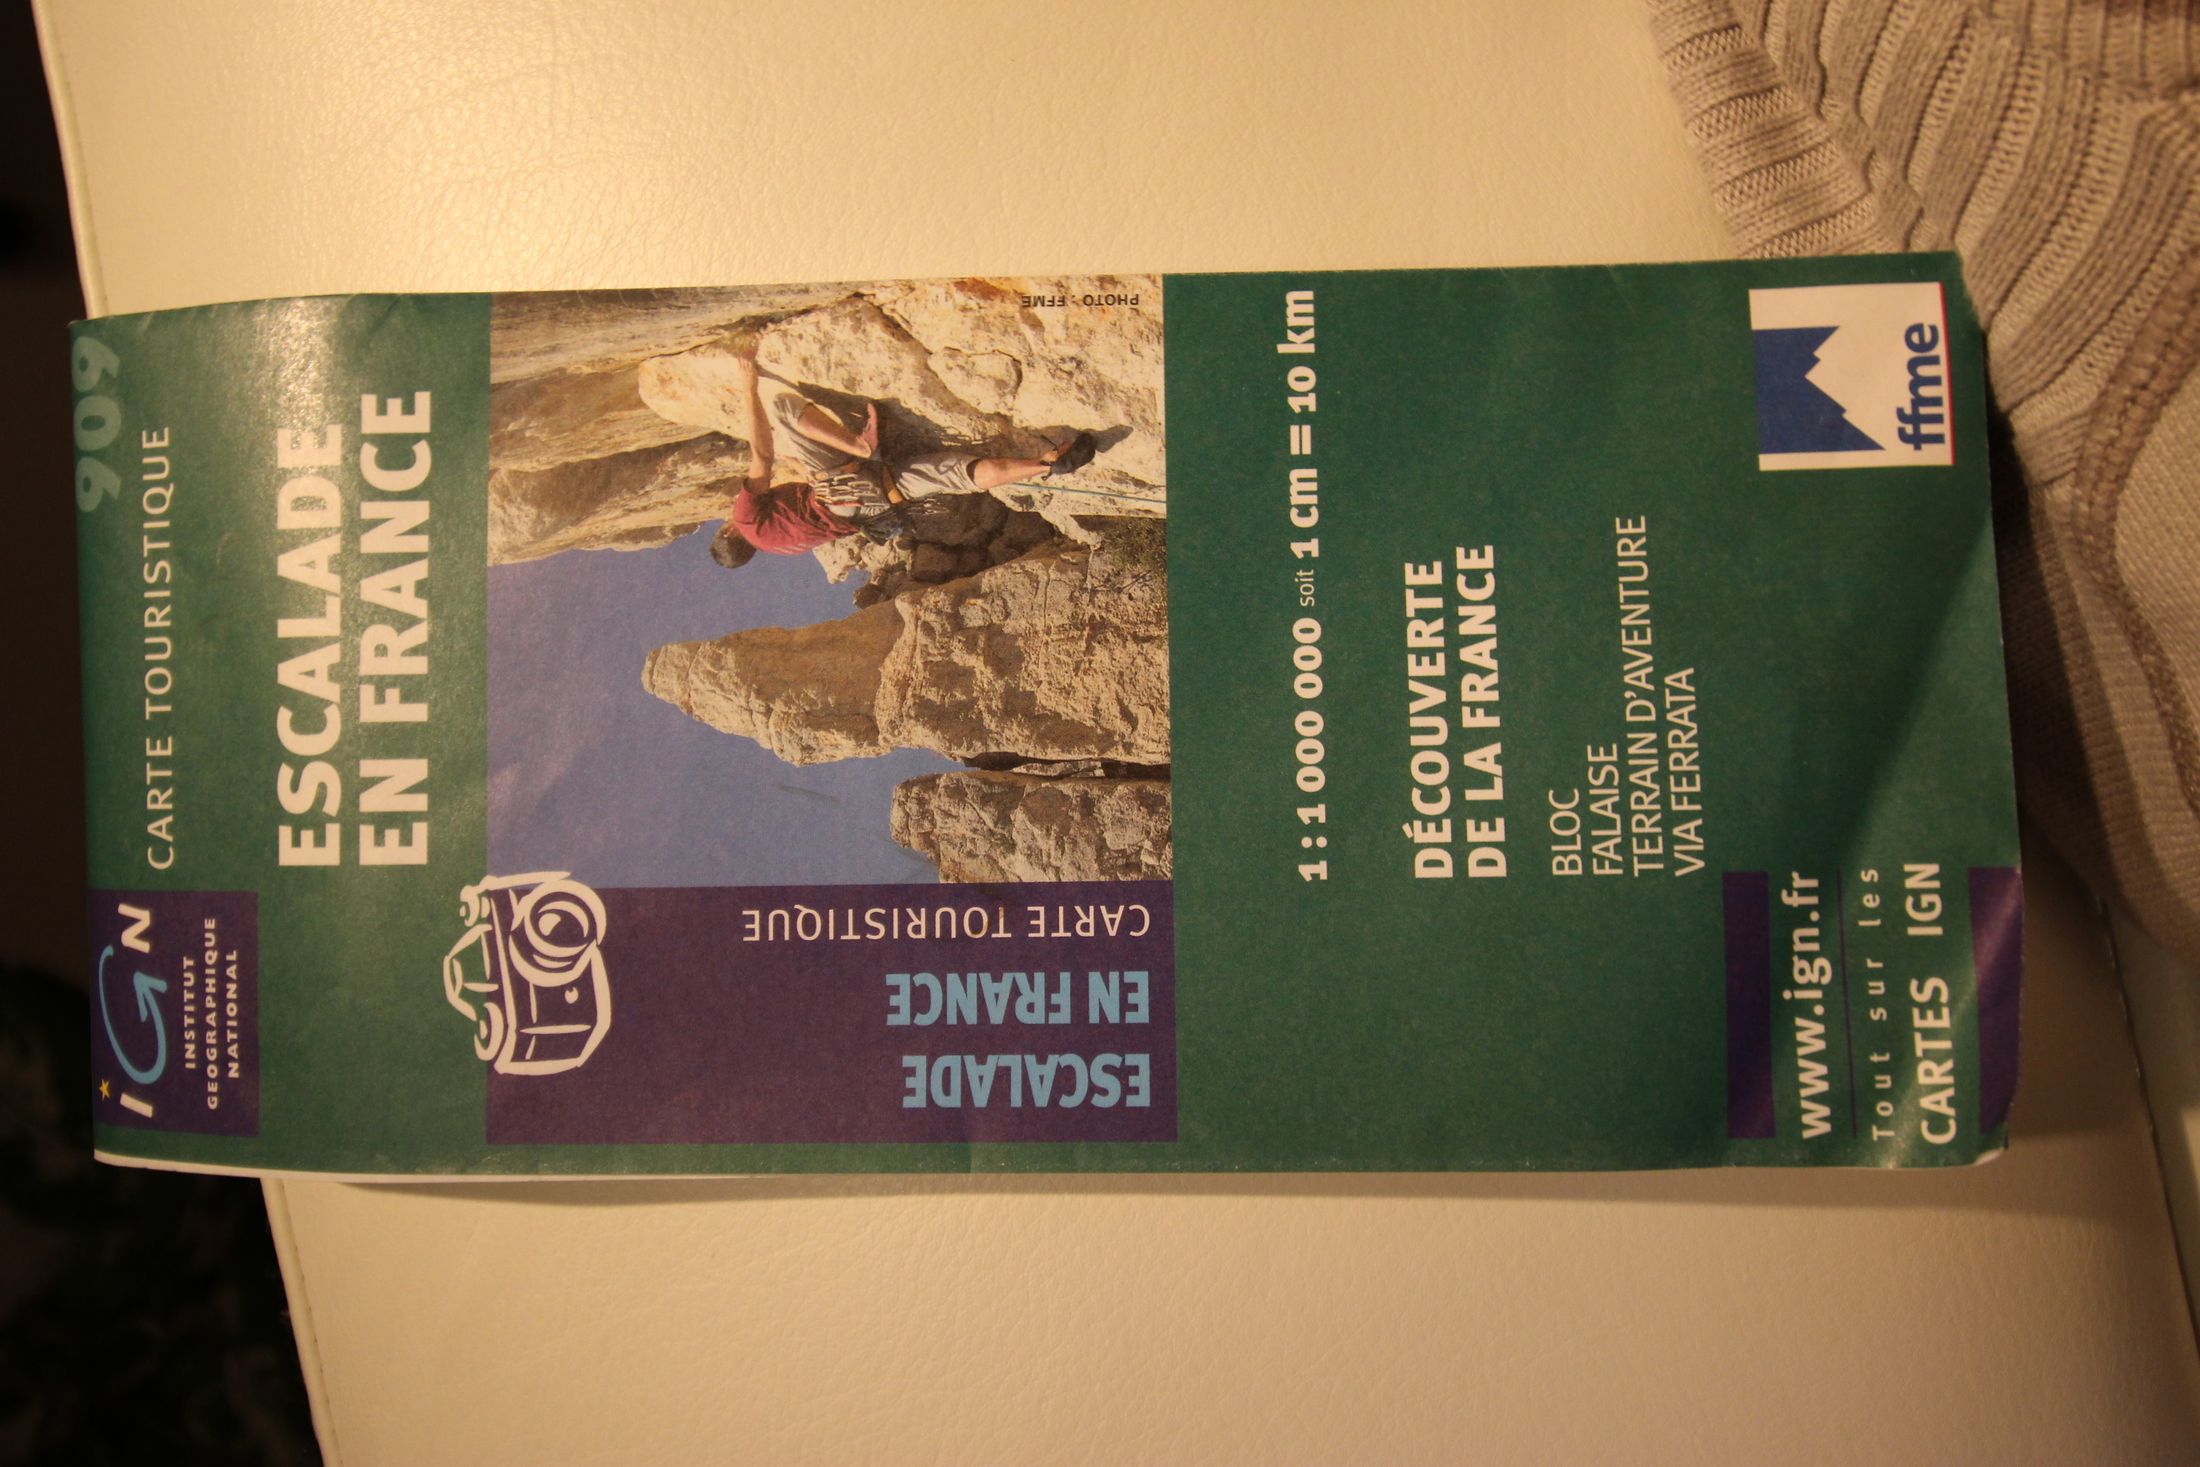 909
iGN
INSTITUT
GEOGRAPHIQUE
NATIONAL
CARTE TOURISTIQUE
ESCALADE
EN FRANCE
PHOTO : FFME
ESCALADE
EN FRANCE
CARTE TOURISTIQUE
1 : 1 000 000 soit 1 cm = 10 km
DÉCOUVERTE
DE LA FRANCE
BLOC
FALAISE
TERRAIN D'AVENTURE
VIA FERRATA
www.ign.fr
Tout sur les
CARTES IGN
ffme